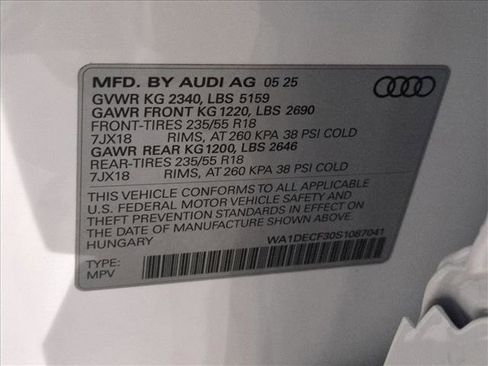 MFD. BY AUDI AG 05 25
GVWR KG 2340, LBS 5159
GAWR FRONT KG 1220, LBS 2690
FRONT-TIRES 235/55 R18
7JX18 RIMS, AT 260 KPA 38 PSI COLD
GAWR REAR KG 1200, LBS 2646
REAR-TIRES 235/55 R18
7JX18 RIMS, AT 260 KPA 38 PSI COLD
THIS VEHICLE CONFORMS TO ALL APPLICABLE
U.S. FEDERAL MOTOR VEHICLE SAFETY AND
THEFT PREVENTION STANDARDS IN EFFECT ON
THE DATE OF MANUFACTURE SHOWN ABOVE.
HUNGARY WA1DECF30S1087041
TYPE:
MPV